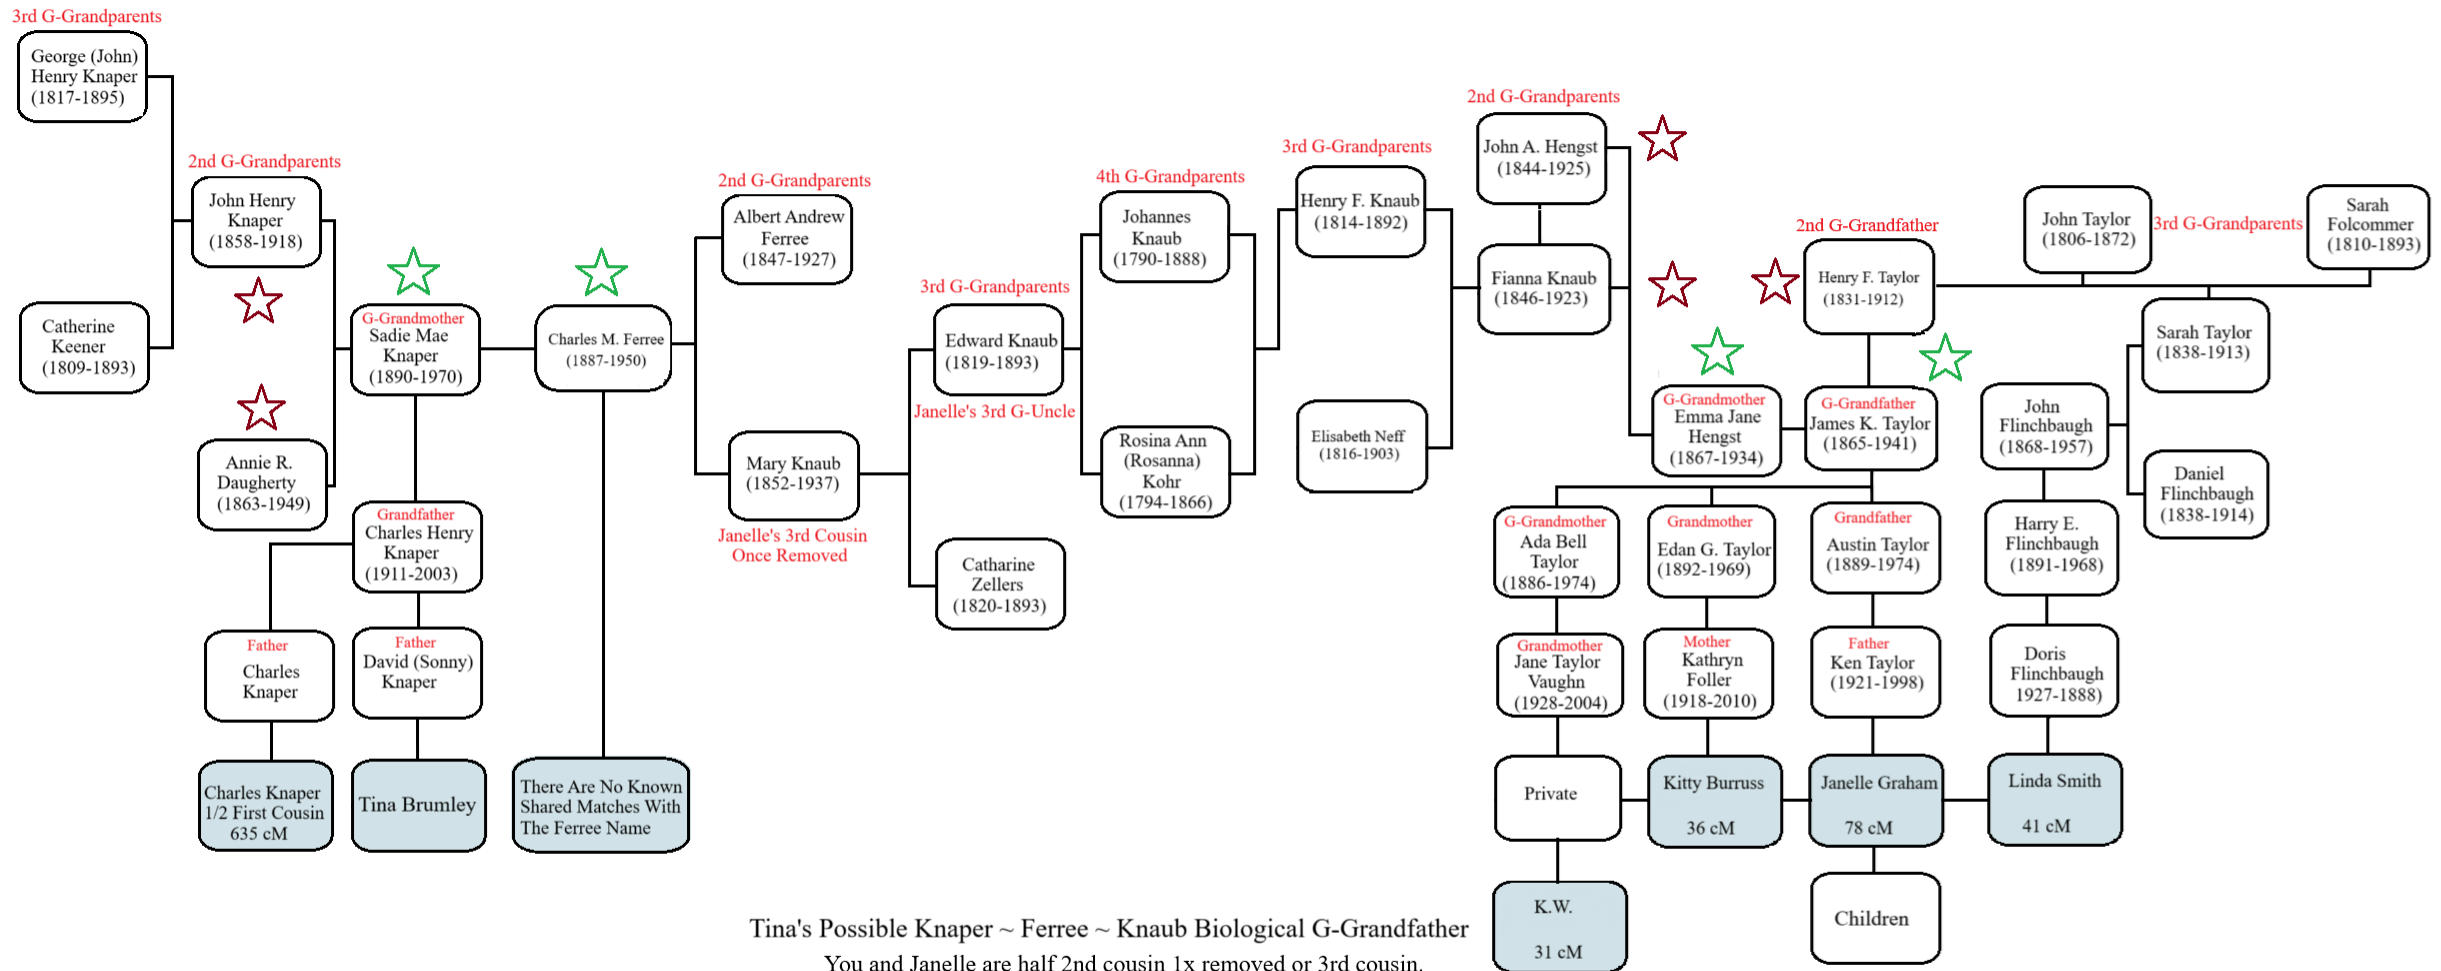 3rd G-Grandparents
George (John)
Henry Knaper
(1817-1895)
Catherine
Keener
(1809-1893)
2nd G-Grandparents
John Henry
Knaper
(1858-1918)
Annie R.
Daugherty
(1863-1949)
G-Grandmother
Sadie Mae
Knaper
(1890-1970)
Grandfather
Charles Henry
Knaper
(1911-2003)
Father
Charles
Knaper
Father
David (Sonny)
Knaper
Charles Knaper
1/2 First Cousin
635 cM
Tina Brumley
Charles M. Ferree
(1887-1950)
There Are No Known
Shared Matches With
The Ferree Name
2nd G-Grandparents
Albert Andrew
Ferree
(1847-1927)
Mary Knaub
(1852-1937)
Janelle's 3rd Cousin
Once Removed
3rd G-Grandparents
Edward Knaub
(1819-1893)
Janelle's 3rd G-Uncle
Catharine
Zellers
(1820-1893)
4th G-Grandparents
Johannes
Knaub
(1790-1888)
Rosina Ann
(Rosanna)
Kohr
(1794-1866)
3rd G-Grandparents
Henry F. Knaub
(1814-1892)
Elisabeth Neff
(1816-1903)
2nd G-Grandparents
John A. Hengst
(1844-1925)
Fianna Knaub
(1846-1923)
G-Grandmother
Emma Jane
Hengst
(1867-1934)
2nd G-Grandfather
Henry F. Taylor
(1831-1912)
G-Grandfather
James K. Taylor
(1865-1941)
John Taylor
(1806-1872)
3rd G-Grandparents
Sarah
Folcommer
(1810-1893)
Sarah Taylor
(1838-1913)
John
Flinchbaugh
(1868-1957)
Daniel
Flinchbaugh
(1838-1914)
G-Grandmother
Ada Bell
Taylor
(1886-1974)
Grandmother
Edan G. Taylor
(1892-1969)
Grandfather
Austin Taylor
(1889-1974)
Harry E.
Flinchbaugh
(1891-1968)
Grandmother
Jane Taylor
Vaughn
(1928-2004)
Mother
Kathryn
Foller
(1918-2010)
Father
Ken Taylor
(1921-1998)
Doris
Flinchbaugh
1927-1888)
Private
Kitty Burruss
36 cM
Janelle Graham
78 cM
Linda Smith
41 cM
K.W.
31 cM
Children
Tina's Possible Knaper ~ Ferree ~ Knaub Biological G-Grandfather
You and Janelle are half 2nd cousin 1x removed or 3rd cousin.